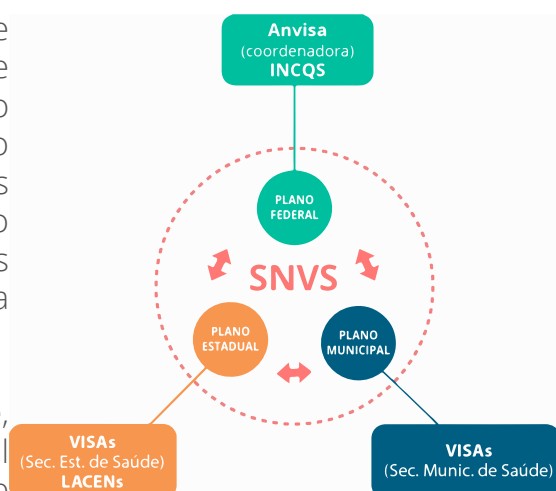 e
e
o
o
s
o
s
a
,
l
e
Anvisa
(coordenadora)
INCQS
PLANO
FEDERAL
SNVS
PLANO
ESTADUAL
PLANO
MUNICIPAL
VISAs
(Sec. Est. de Saúde)
LACENs
VISAs
(Sec. Munic. de Saúde)